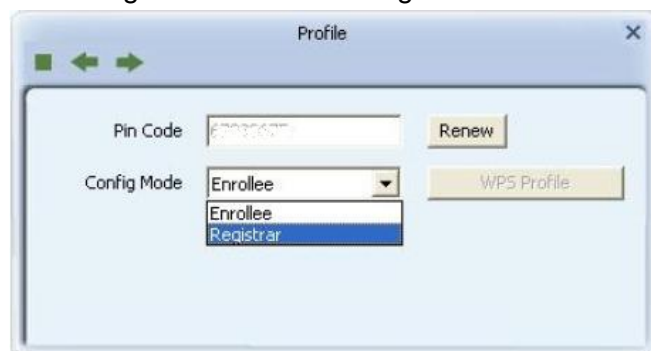 Profile
Pin Code
Renew
Config Mode
Enrollee
WPS Profile
Enrollee
Registrar